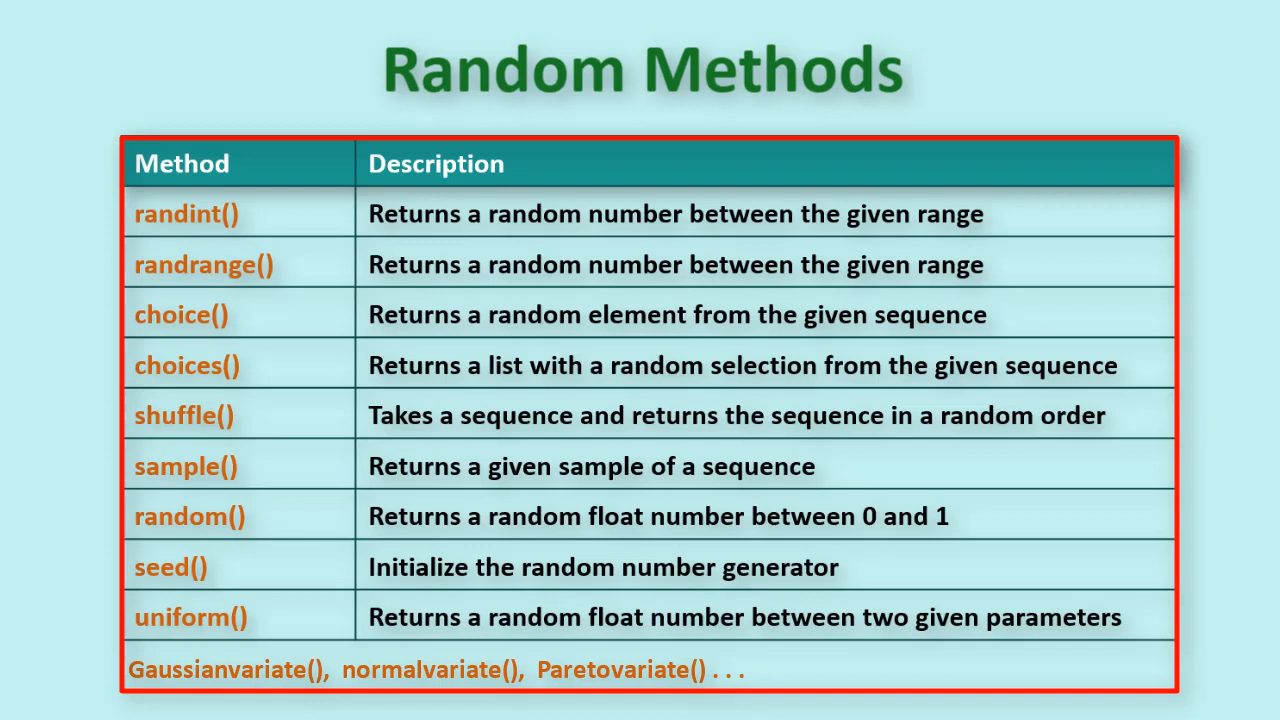 Random Methods
Method Description
randint() Returns a random number between the given range
randrange() Returns a random number between the given range
choice() Returns a random element from the given sequence
choices() Returns a list with a random selection from the given sequence
shuffle() Takes a sequence and returns the sequence in a random order
sample() Returns a given sample of a sequence
random() Returns a random float number between 0 and 1
seed() Initialize the random number generator
uniform() Returns a random float number between two given parameters
Gaussianvariate(), normalvariate(), Paretovariate() . . .